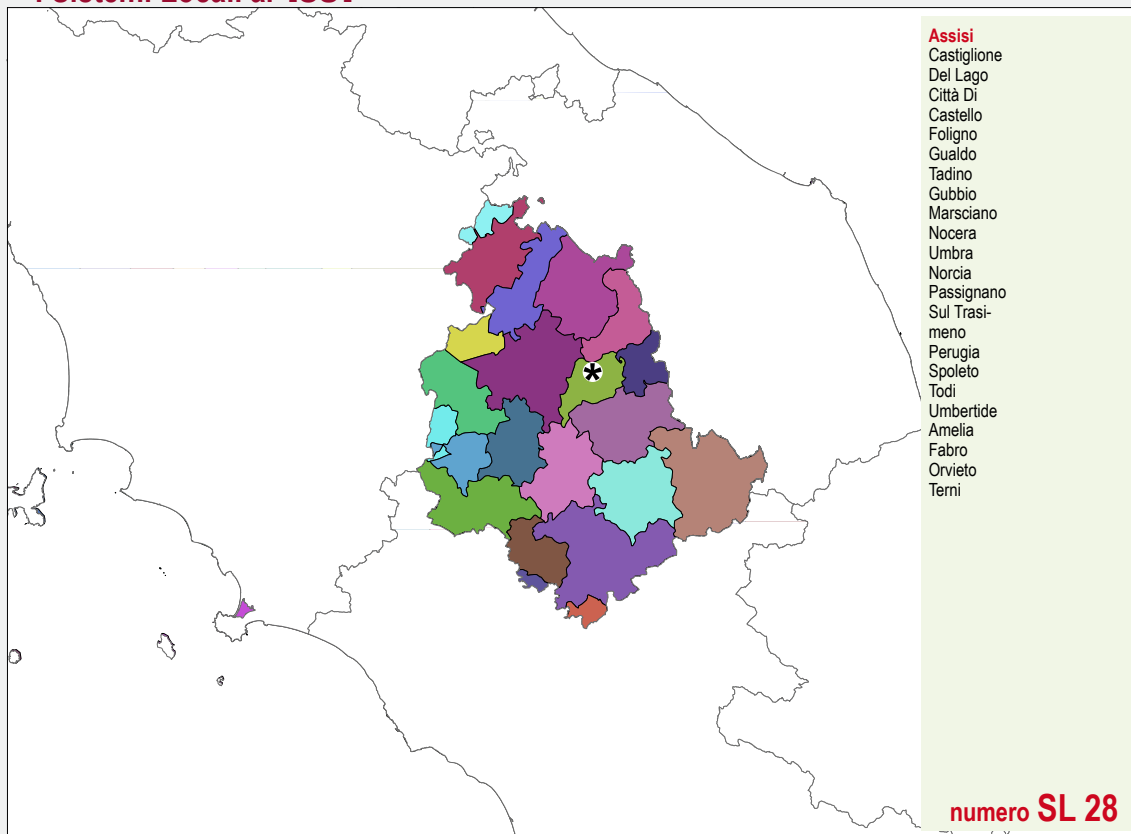 Assisi
Castiglione
Del Lago
Città Di
Castello
Foligno
Gualdo
Tadino
Gubbio
Marsciano
Nocera
Umbra
Norcia
Passignano
Sul Trasi-
meno
Perugia
Spoleto
Todi
Umbertide
Amelia
Fabro
Orvieto
Terni
*
numero SL 28